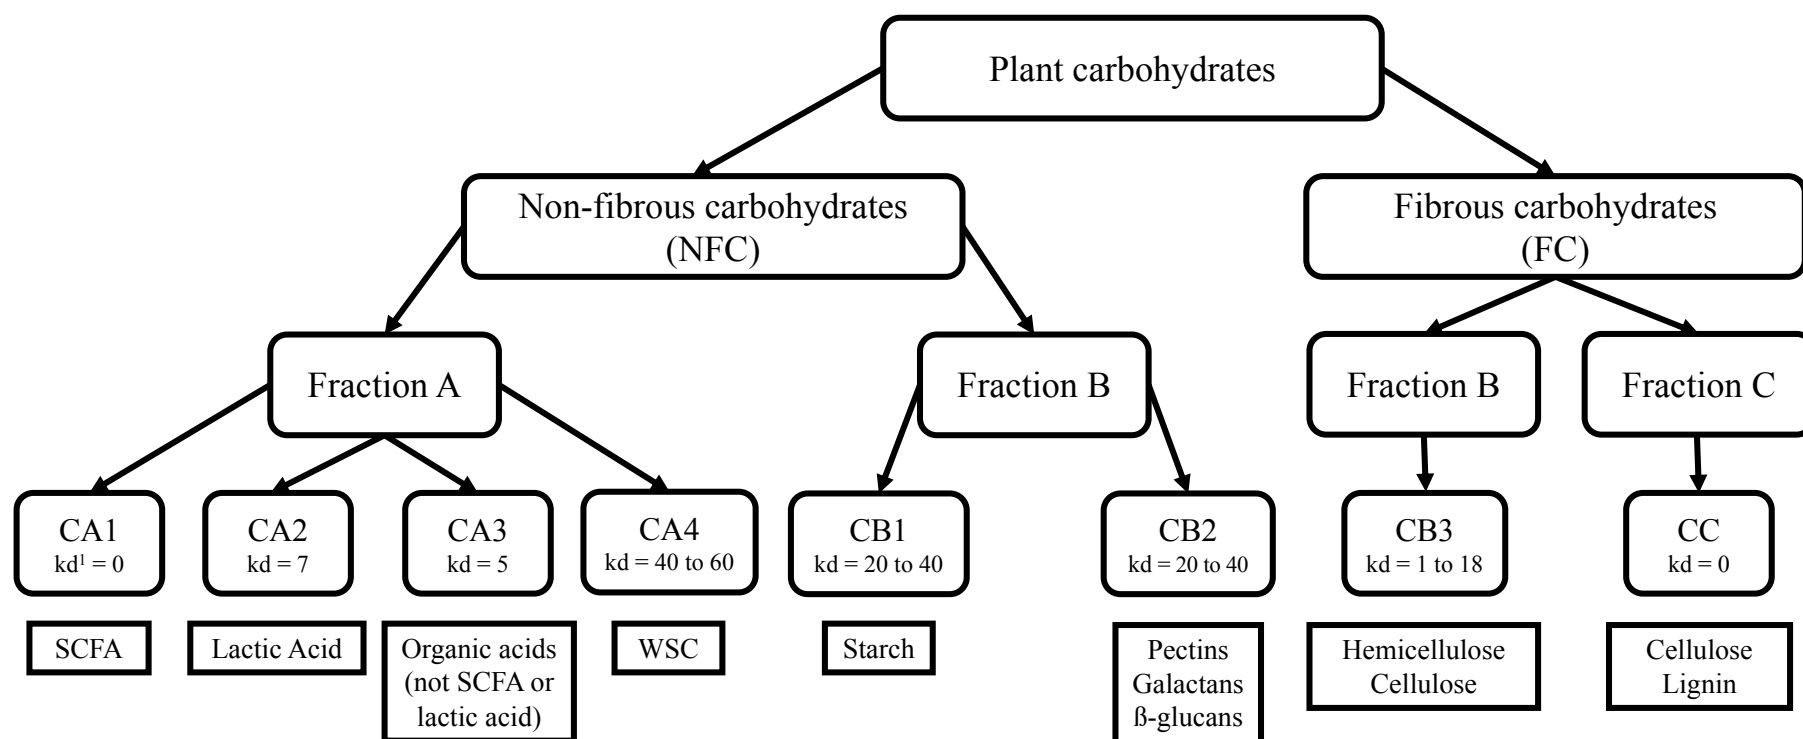 Plant carbohydrates
Non-fibrous carbohydrates
(NFC)
Fibrous carbohydrates
(FC)
Fraction A
Fraction B
Fraction B
Fraction C
CA1
kd¹ = 0
CA2
kd = 7
CA3
kd = 5
CA4
kd = 40 to 60
CB1
kd = 20 to 40
CB2
kd = 20 to 40
CB3
kd = 1 to 18
CC
kd = 0
SCFA
Lactic Acid
Organic acids
(not SCFA or
lactic acid)
WSC
Starch
Pectins
Galactans
ß-glucans
Hemicellulose
Cellulose
Cellulose
Lignin